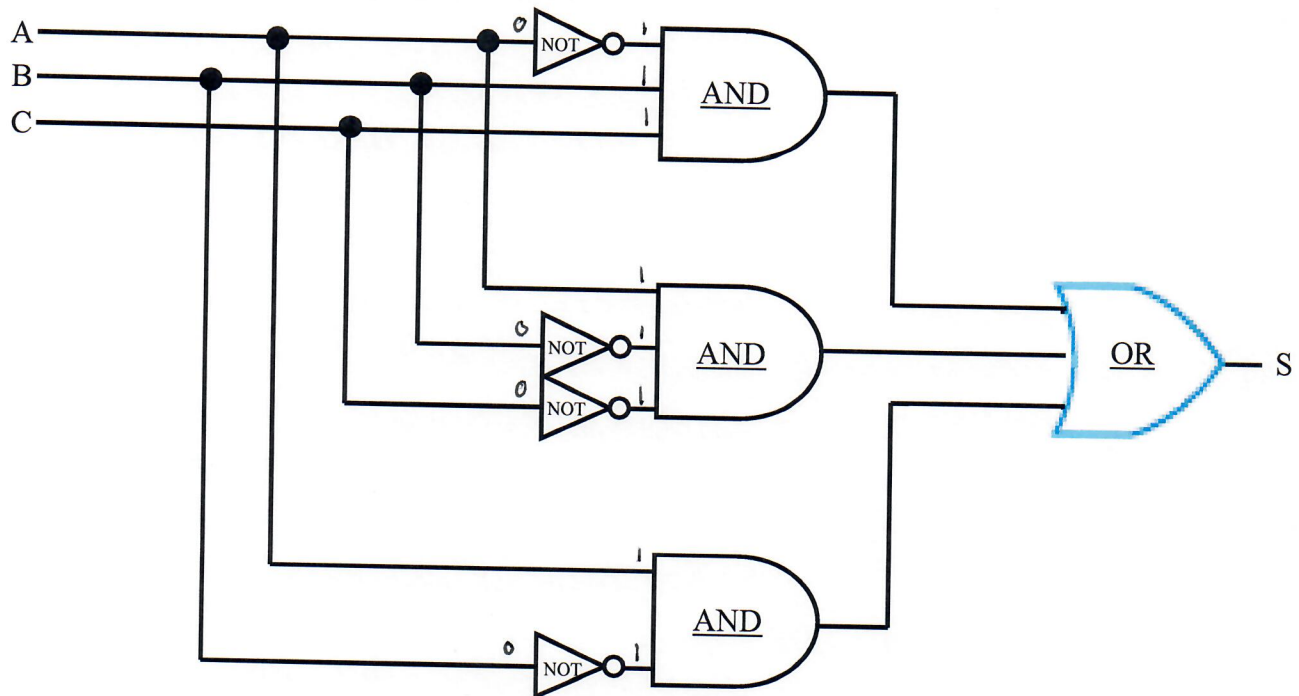 A 0 NOT 1
B 1 AND
C 1
1
0 NOT 1 AND OR S
0 NOT 1
1
AND
0 NOT 1